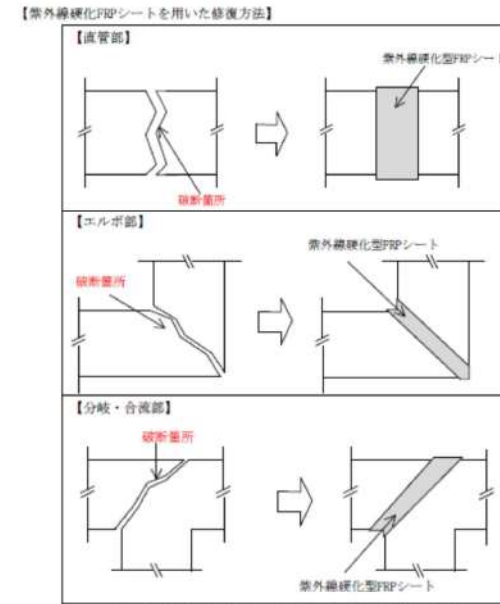 【紫外線硬化FRPシートを用いた修復方法】
【直管部】
紫外線硬化型FRPシート
破断箇所
【エルボ部】
紫外線硬化型FRPシート
破断箇所
【分岐・合流部】
破断箇所
紫外線硬化型FRPシート